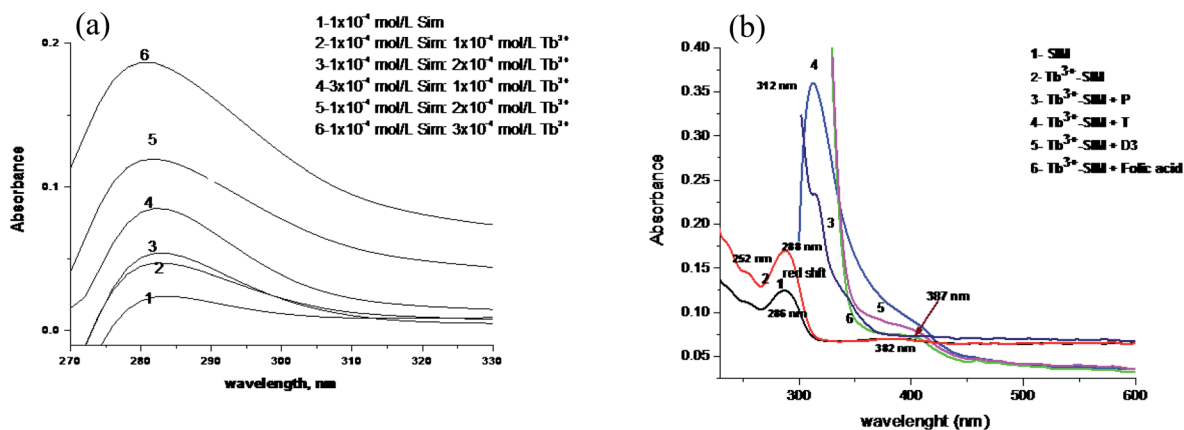 (a)
1-1x10⁻⁴ mol/L Sim
2-1x10⁻⁴ mol/L Sim: 1x10⁻⁴ mol/L Tb³⁺
3-1x10⁻⁴ mol/L Sim: 2x10⁻⁴ mol/L Tb³⁺
4-3x10⁻⁴ mol/L Sim: 1x10⁻⁴ mol/L Tb³⁺
5-1x10⁻⁴ mol/L Sim: 2x10⁻⁴ mol/L Tb³⁺
6-1x10⁻⁴ mol/L Sim: 3x10⁻⁴ mol/L Tb³⁺
0.2
0.1
0.0
Absorbance
6
5
4
3
2
1
270 280 290 300 310 320 330
wavelength, nm
(b)
1- SIM
2- Tb³⁺-SIM
3- Tb³⁺-SIM + P
4- Tb³⁺-SIM + T
5- Tb³⁺-SIM + D3
6- Tb³⁺-SIM + Folic acid
0.40
0.35
0.30
0.25
0.20
0.15
0.10
0.05
Absorbance
4
312 nm
3
288 nm
252 nm
2
red shft
1
286 nm
5
387 nm
6
382 nm
300 400 500 600
wavelenght (nm)